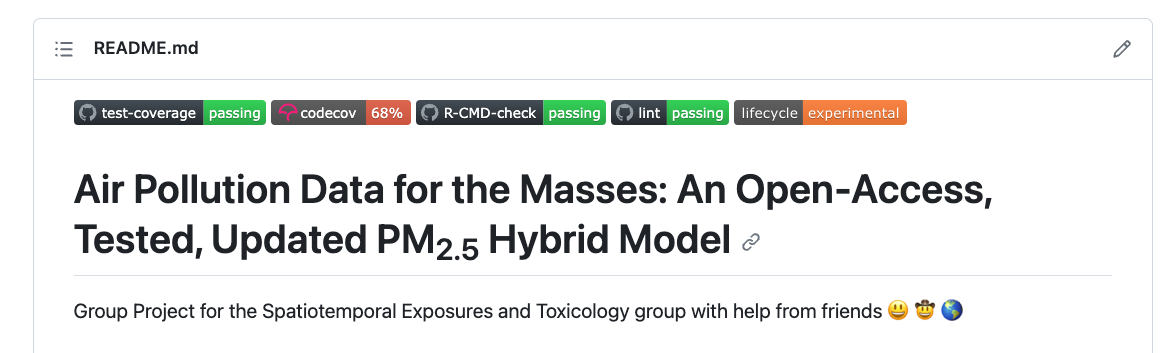 README.md
test-coverage passing codecov 68% R-CMD-check passing lint passing lifecycle experimental
Air Pollution Data for the Masses: An Open-Access,
Tested, Updated PM2.5 Hybrid Model
Group Project for the Spatiotemporal Exposures and Toxicology group with help from friends 😃 🤠 🌎